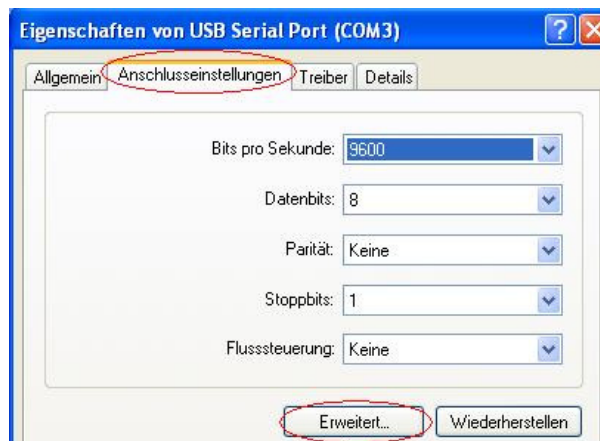 Eigenschaften von USB Serial Port (COM3)
Allgemein Anschlusseinstellungen Treiber Details
Bits pro Sekunde: 9600
Datenbits: 8
Parität: Keine
Stoppbits: 1
Flusssteuerung: Keine
Erweitert... Wiederherstellen